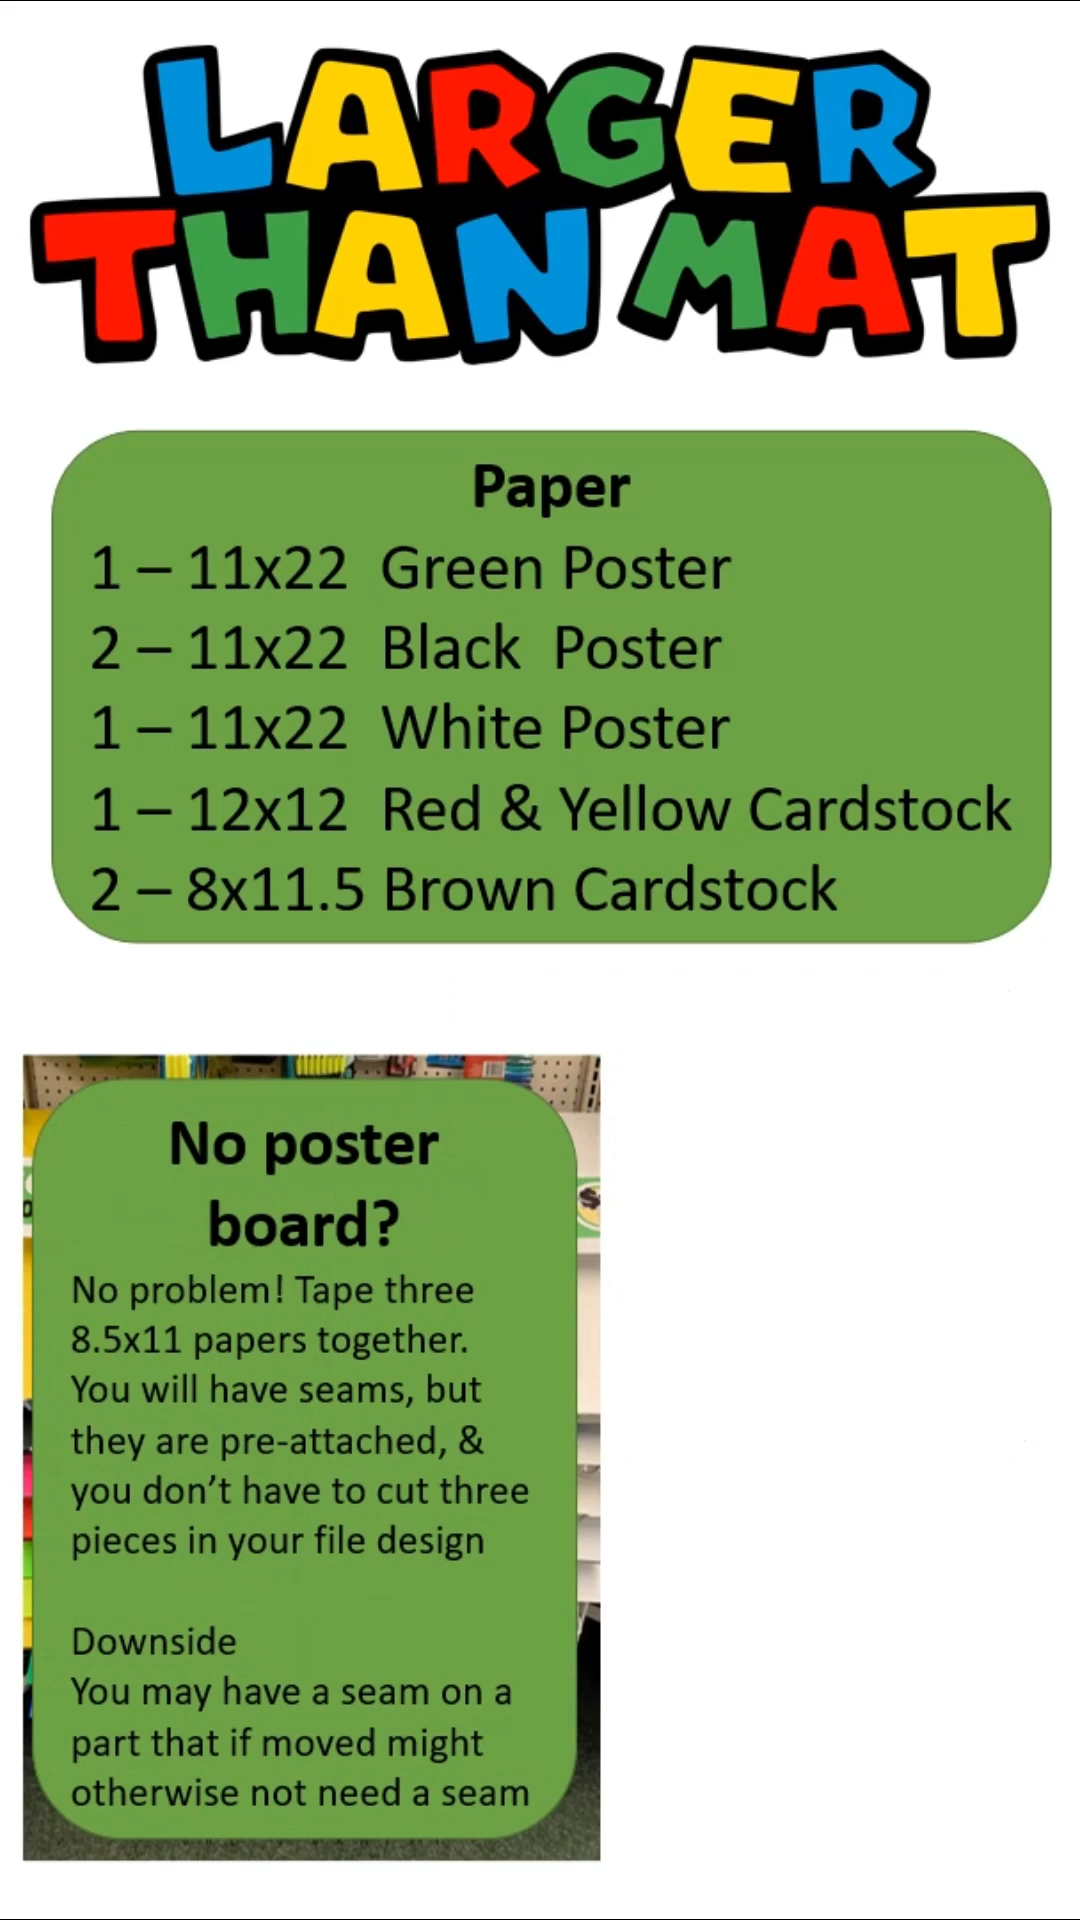 LARGER
THAN MAT
Paper
1 – 11x22 Green Poster
2 – 11x22 Black Poster
1 – 11x22 White Poster
1 – 12x12 Red & Yellow Cardstock
2 – 8x11.5 Brown Cardstock
No poster
board?
No problem! Tape three
8.5x11 papers together.
You will have seams, but
they are pre-attached, &
you don’t have to cut three
pieces in your file design
Downside
You may have a seam on a
part that if moved might
otherwise not need a seam